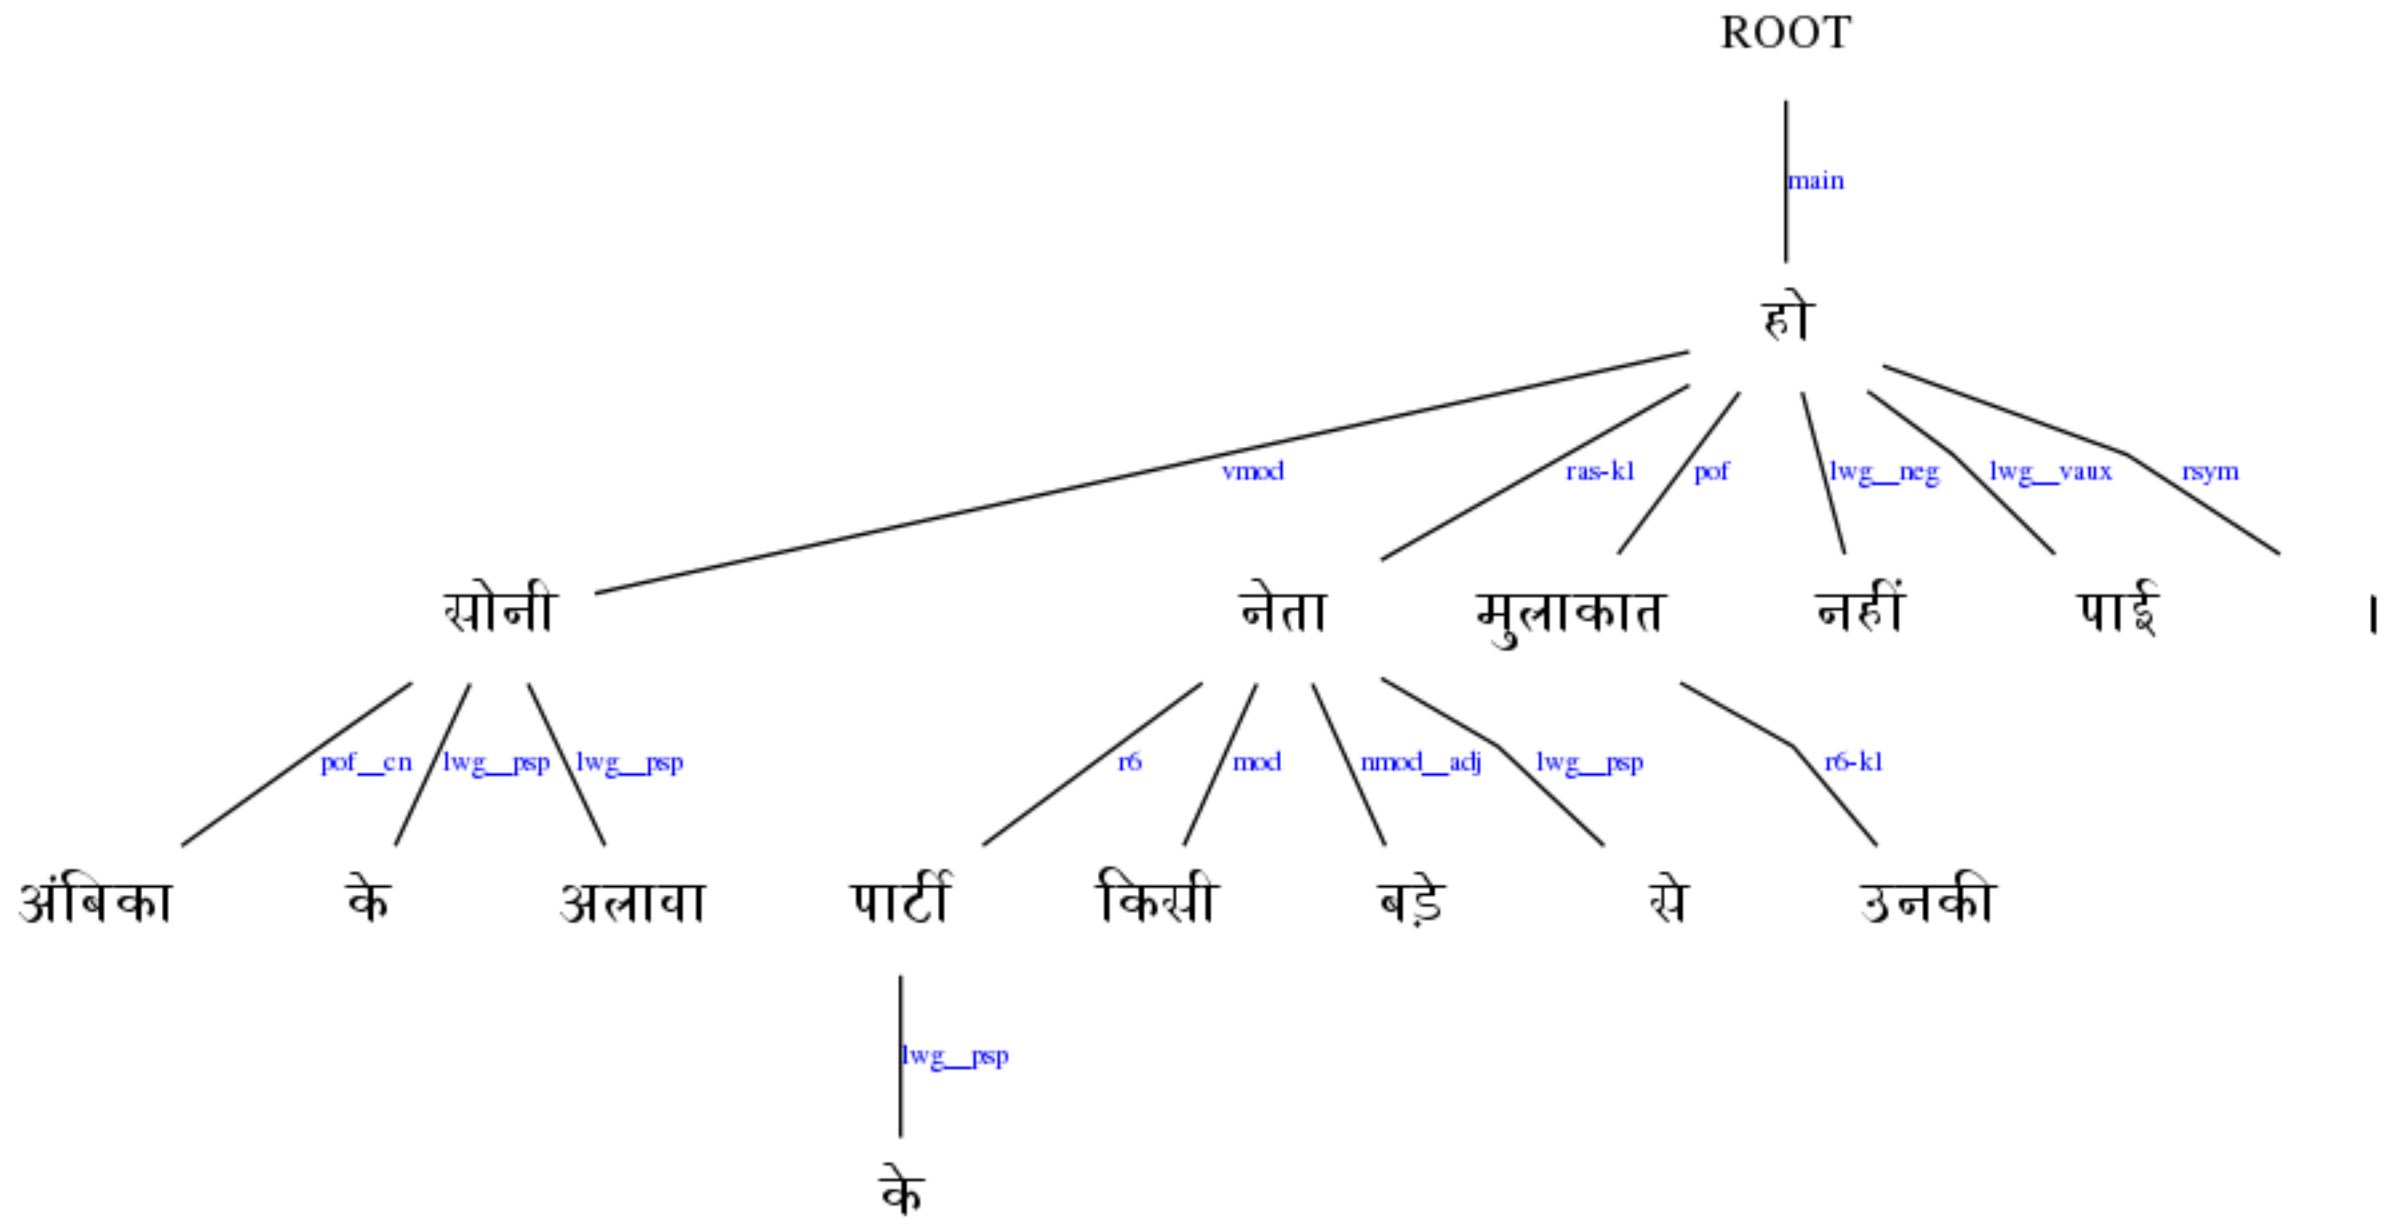 ROOT
main
हो
vmod ras-k1 pof lwg__neg lwg__vaux rsym
सोनी नेता मुलाकात नहीं पाई ।
pof__cn lwg__psp lwg__psp r6 mod nmod__adj lwg__psp r6-k1
अंबिका के अलावा पार्टी किसी बड़े से उनकी
lwg__psp
के